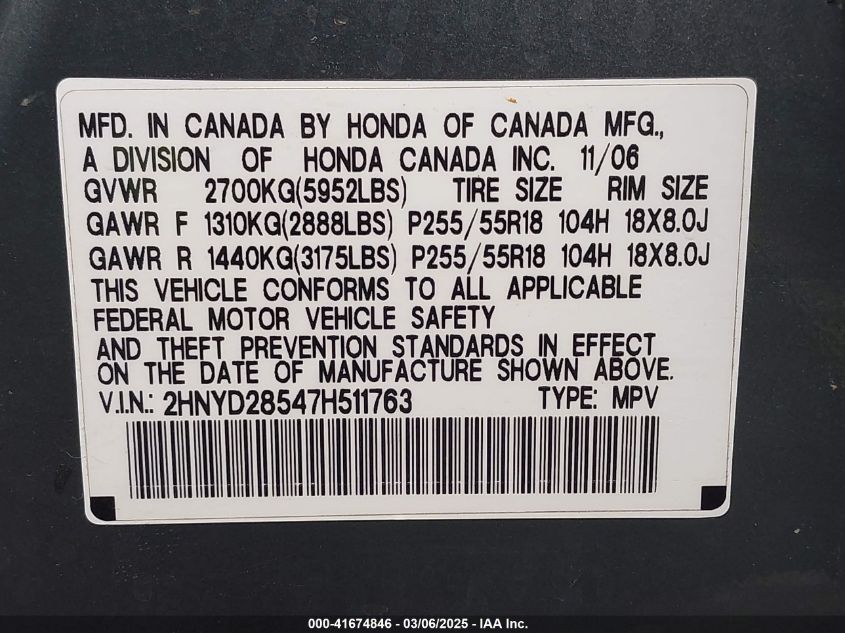 MFD. IN CANADA BY HONDA OF CANADA MFG.,
A DIVISION OF HONDA CANADA INC. 11/06
GVWR 2700KG(5952LBS) TIRE SIZE RIM SIZE
GAWR F 1310KG(2888LBS) P255/55R18 104H 18X8.0J
GAWR R 1440KG(3175LBS) P255/55R18 104H 18X8.0J
THIS VEHICLE CONFORMS TO ALL APPLICABLE
FEDERAL MOTOR VEHICLE SAFETY
AND THEFT PREVENTION STANDARDS IN EFFECT
ON THE DATE OF MANUFACTURE SHOWN ABOVE.
V.I.N.: 2HNYD28547H511763 TYPE: MPV
000-41674846 - 03/06/2025 - IAA Inc.